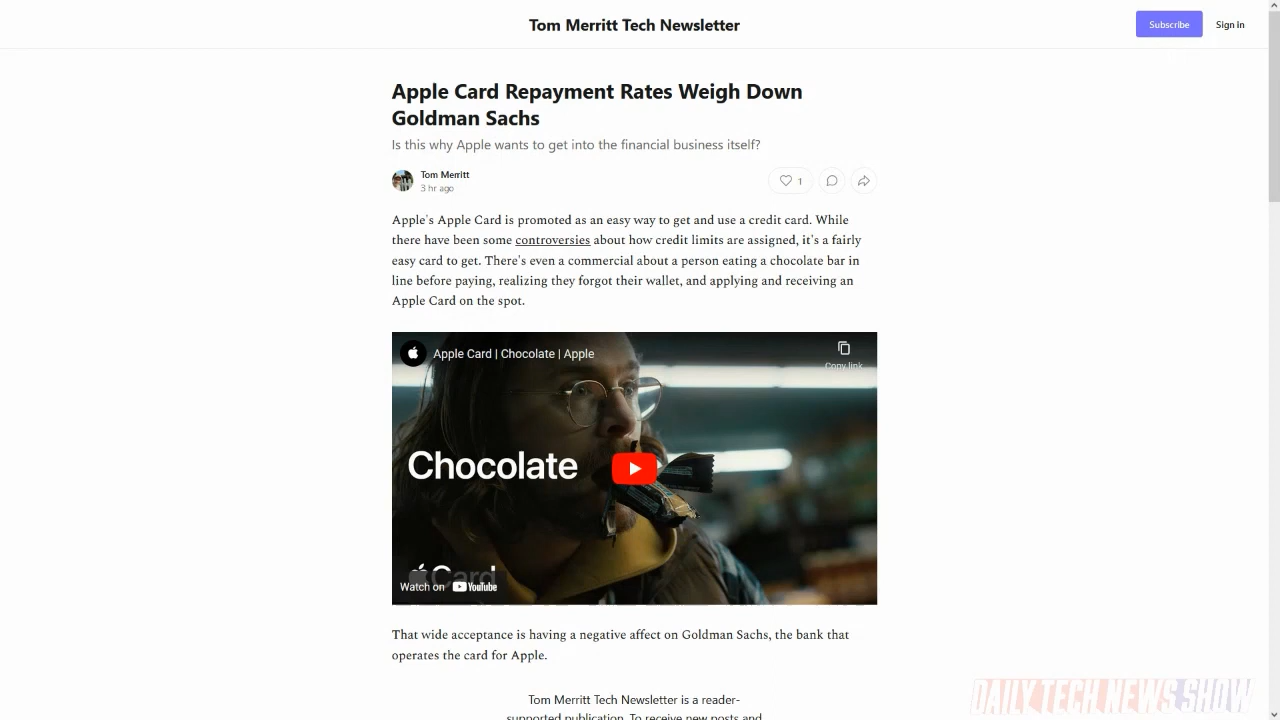 Tom Merritt Tech Newsletter
Subscribe
Sign in
Apple Card Repayment Rates Weigh Down
Goldman Sachs
Is this why Apple wants to get into the financial business itself?
Tom Merritt
3 hr ago
1
Apple's Apple Card is promoted as an easy way to get and use a credit card. While
there have been some controversies about how credit limits are assigned, it's a fairly
easy card to get. There's even a commercial about a person eating a chocolate bar in
line before paying, realizing they forgot their wallet, and applying and receiving an
Apple Card on the spot.
Apple Card | Chocolate | Apple
Copy link
Chocolate
Card
Watch on YouTube
That wide acceptance is having a negative affect on Goldman Sachs, the bank that
operates the card for Apple.
Tom Merritt Tech Newsletter is a reader-
supported publication. To receive new posts and
DAILY TECH NEWS SHOW